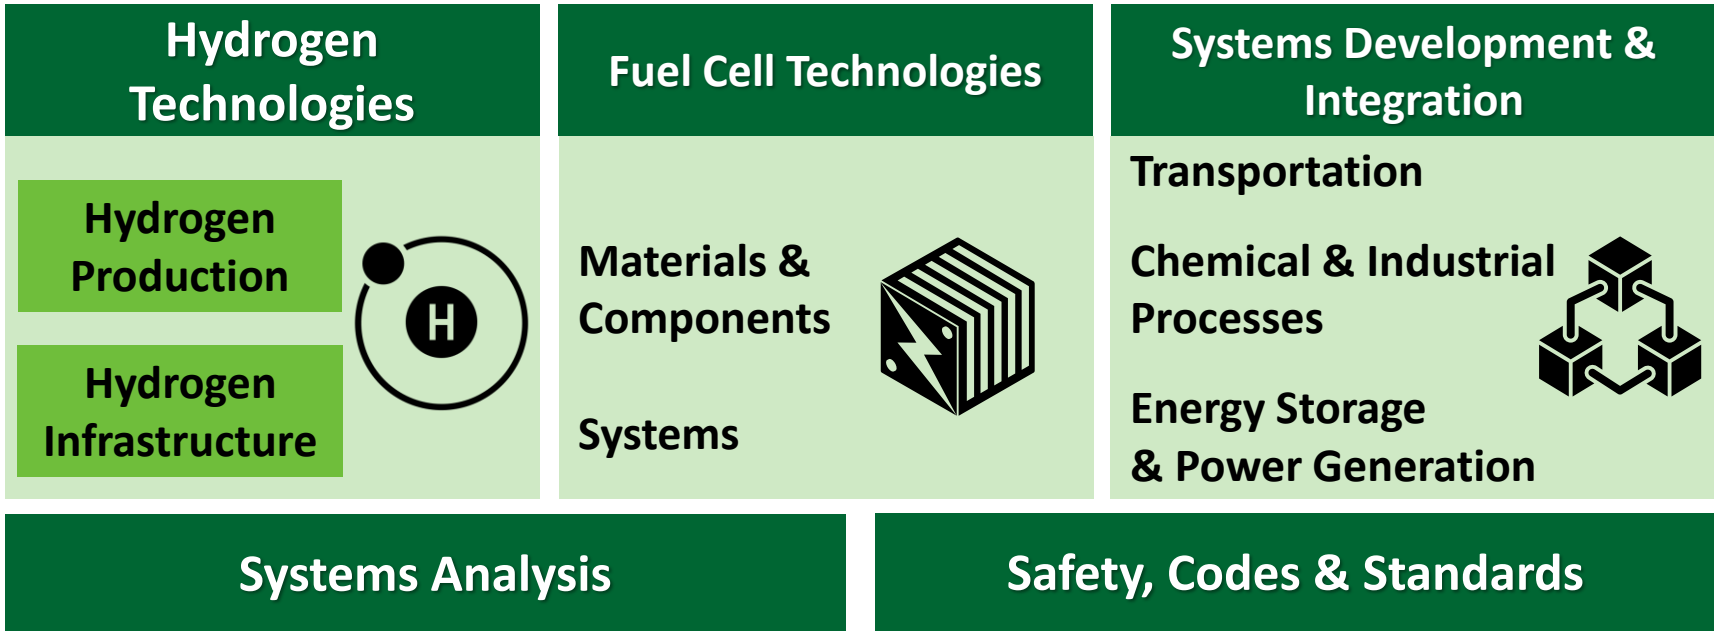 Hydrogen
Technologies
Hydrogen
Production
H
Hydrogen
Infrastructure
Fuel Cell Technologies
Materials &
Components
Systems
Systems Development &
Integration
Transportation
Chemical & Industrial
Processes
Energy Storage
& Power Generation
Systems Analysis
Safety, Codes & Standards